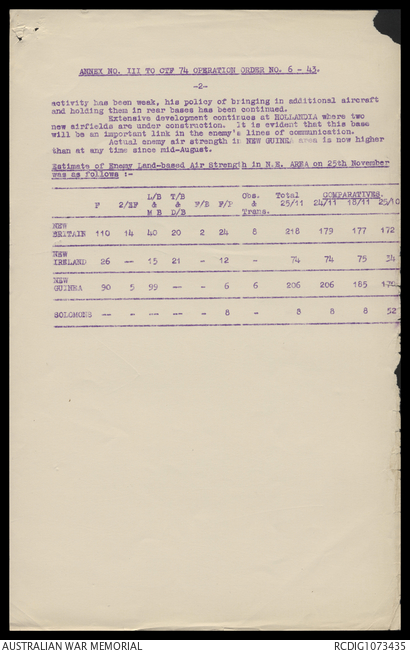 ANNEX NO. III TO CTF 74 OPERATION ORDER NO. 6 - 43.
-2-
activity has been weak, his policy of bringing in additional aircraft
and holding them in rear bases has been continued.
Extensive development continues at HOLLANDIA where two
new airfields are under construction. It is evident that this base
will be an important link in the enemy's lines of communication.
Actual enemy air strength in NEW GUINEA area is now higher
than at any time since mid-August.
Estimate of Enemy Land-based Air Strength in N.E. AREA on 25th November
was as follows :-
L/B T/B Obs. Total COMPARATIVES.
F 2/EF & & F/B F/P & 25/11 24/11 18/11 25/10
M B D/B Trans.
NEW
BRITAIN 110 14 40 20 2 24 8 218 179 177 172
NEW
IRELAND 26 -- 15 21 - 12 - 74 74 75 34
NEW
GUINEA 90 5 99 -- - 6 6 206 206 185 170
SOLOMONS -- - --- -- - 8 - 8 8 8 52
AUSTRALIAN WAR MEMORIAL RCDIG1073435